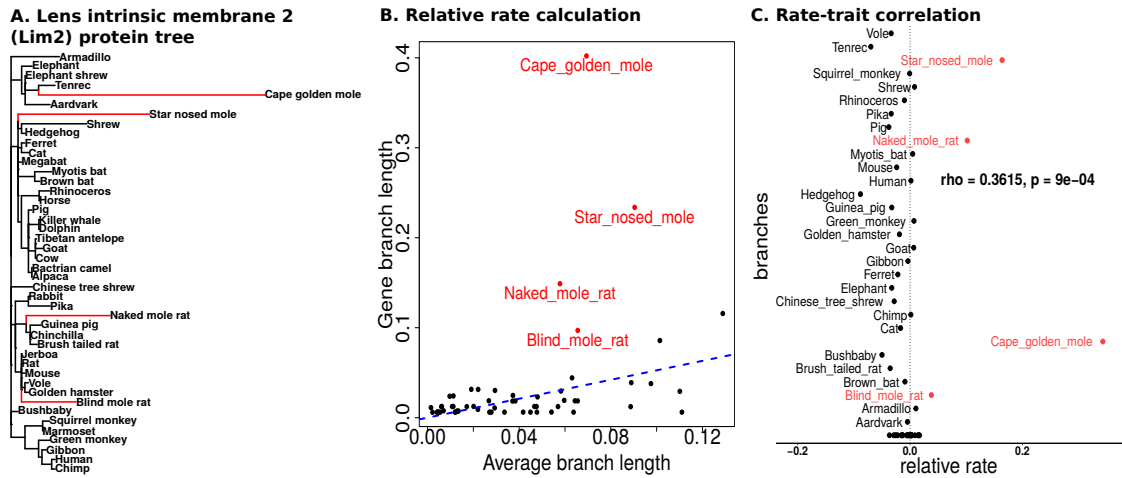 A. Lens intrinsic membrane 2
(Lim2) protein tree
Armadillo
Elephant
Elephant shrew
Tenrec
Cape golden mole
Aardvark
Star nosed mole
Shrew
Hedgehog
Ferret
Cat
Megabat
Myotis bat
Brown bat
Rhinoceros
Horse
Pig
Killer whale
Dolphin
Tibetan antelope
Goat
Cow
Bactrian camel
Alpaca
Chinese tree shrew
Rabbit
Pika
Naked mole rat
Guinea pig
Chinchilla
Brush tailed rat
Jerboa
Rat
Mouse
Vole
Golden hamster
Blind mole rat
Bushbaby
Squirrel monkey
Marmoset
Green monkey
Gibbon
Human
Chimp
B. Relative rate calculation
Gene branch length
0.4
0.3
0.2
0.1
0.0
Cape_golden_mole
Star_nosed_mole
Naked_mole_rat
Blind_mole_rat
0.00 0.04 0.08 0.12
Average branch length
C. Rate-trait correlation
branches
Vole
Tenrec
Star_nosed_mole
Squirrel_monkey
Shrew
Rhinoceros
Pika
Pig
Naked_mole_rat
Myotis_bat
Mouse
Human
rho = 0.3615, p = 9e−04
Hedgehog
Guinea_pig
Green_monkey
Golden_hamster
Goat
Gibbon
Ferret
Elephant
Chinese_tree_shrew
Chimp
Cat
Cape_golden_mole
Bushbaby
Brush_tailed_rat
Brown_bat
Blind_mole_rat
Armadillo
Aardvark
−0.2 0.0 0.2
relative rate